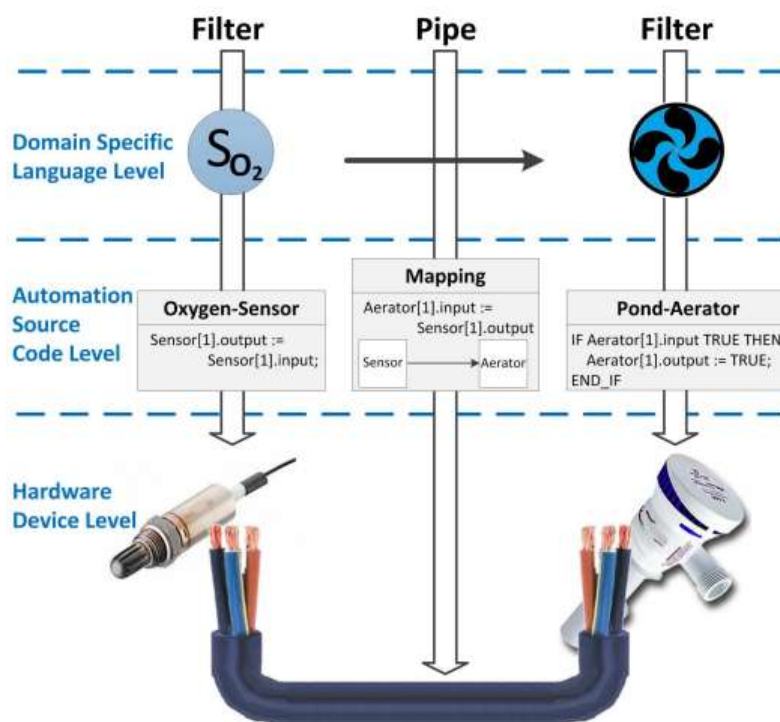 Filter
Pipe
Filter
Domain Specific
Language Level
S O₂
Automation
Source
Code Level
Oxygen-Sensor
Sensor[1].output :=
Sensor[1].input;
Mapping
Aerator[1].input :=
Sensor[1].output
Sensor
Aerator
Pond-Aerator
IF Aerator[1].input TRUE THEN
Aerator[1].output := TRUE;
END_IF
Hardware
Device Level